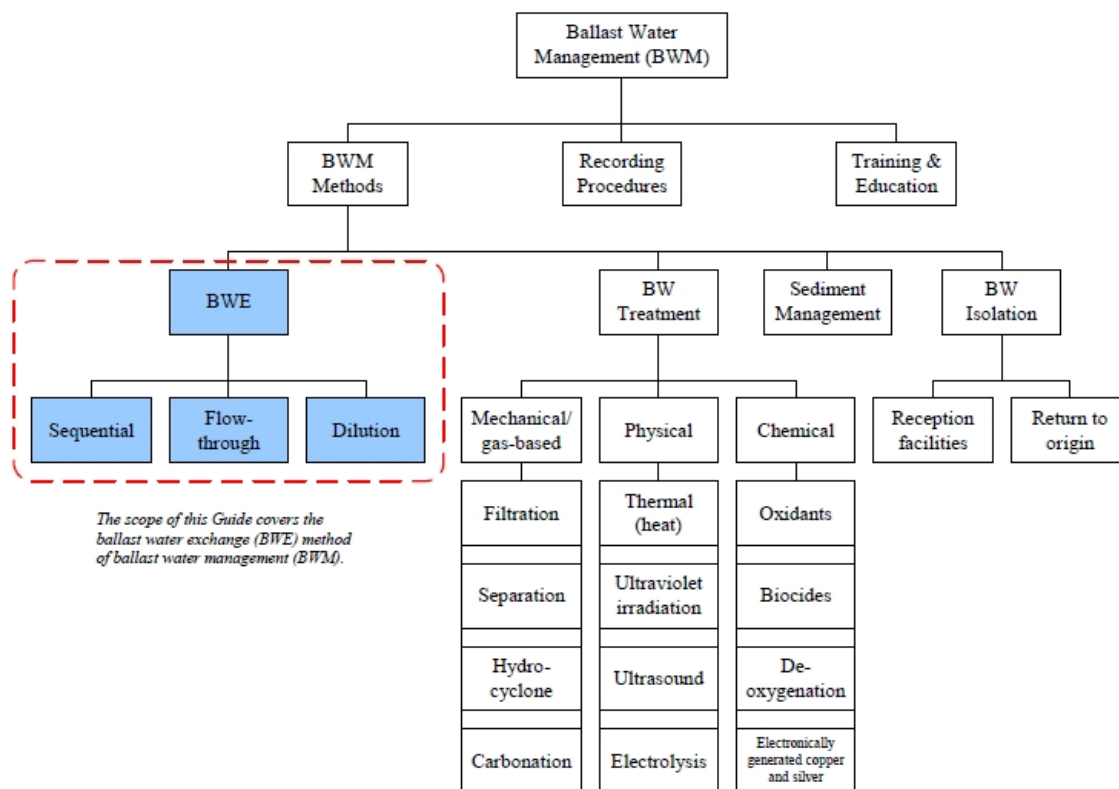 Ballast Water
Management (BWM)
BWM
Methods
Recording
Procedures
Training &
Education
BWE
BW
Treatment
Sediment
Management
BW
Isolation
Sequential
Flow-
through
Dilution
Mechanical/
gas-based
Physical
Chemical
Reception
facilities
Return to
origin
The scope of this Guide covers the
ballast water exchange (BWE) method
of ballast water management (BWM).
Filtration
Thermal
(heat)
Oxidants
Separation
Ultraviolet
irradiation
Biocides
Hydro-
cyclone
Ultrasound
De-
oxygenation
Carbonation
Electrolysis
Electronically
generated copper
and silver